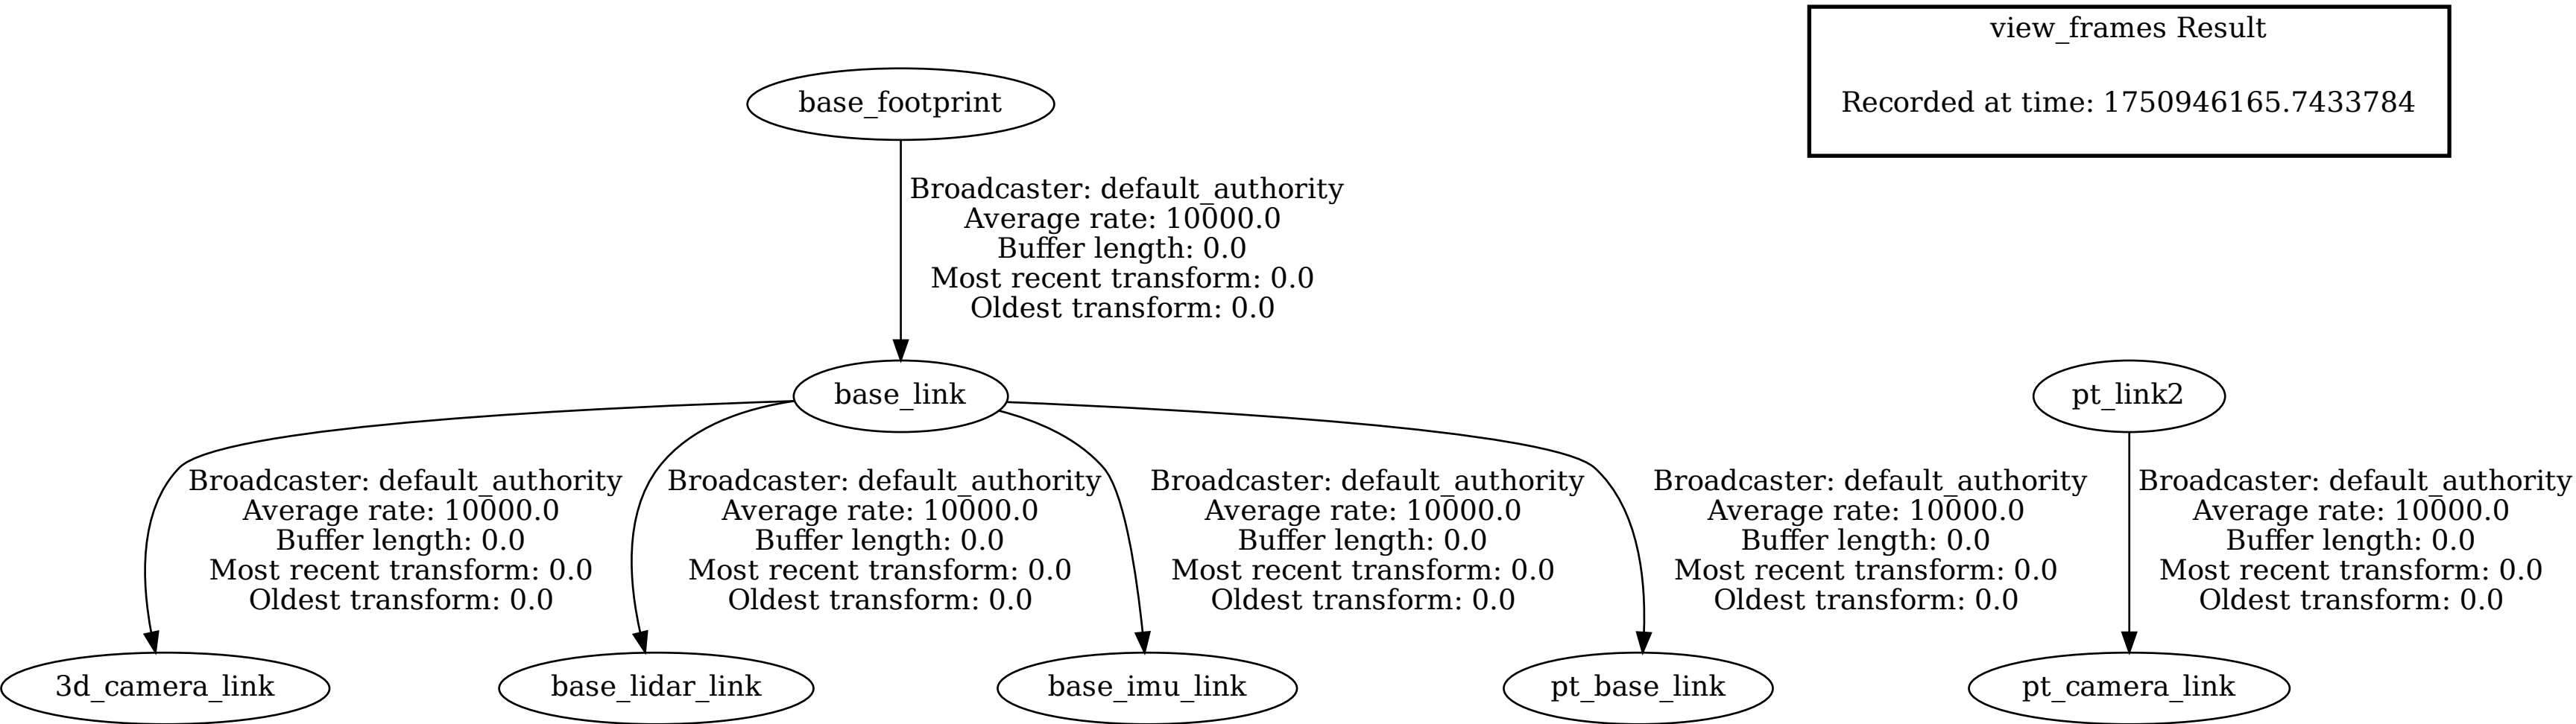 view_frames Result
Recorded at time: 1750946165.7433784
base_footprint
Broadcaster: default_authority
Average rate: 10000.0
Buffer length: 0.0
Most recent transform: 0.0
Oldest transform: 0.0
base_link
pt_link2
Broadcaster: default_authority
Average rate: 10000.0
Buffer length: 0.0
Most recent transform: 0.0
Oldest transform: 0.0
Broadcaster: default_authority
Average rate: 10000.0
Buffer length: 0.0
Most recent transform: 0.0
Oldest transform: 0.0
Broadcaster: default_authority
Average rate: 10000.0
Buffer length: 0.0
Most recent transform: 0.0
Oldest transform: 0.0
Broadcaster: default_authority
Average rate: 10000.0
Buffer length: 0.0
Most recent transform: 0.0
Oldest transform: 0.0
Broadcaster: default_authority
Average rate: 10000.0
Buffer length: 0.0
Most recent transform: 0.0
Oldest transform: 0.0
3d_camera_link
base_lidar_link
base_imu_link
pt_base_link
pt_camera_link